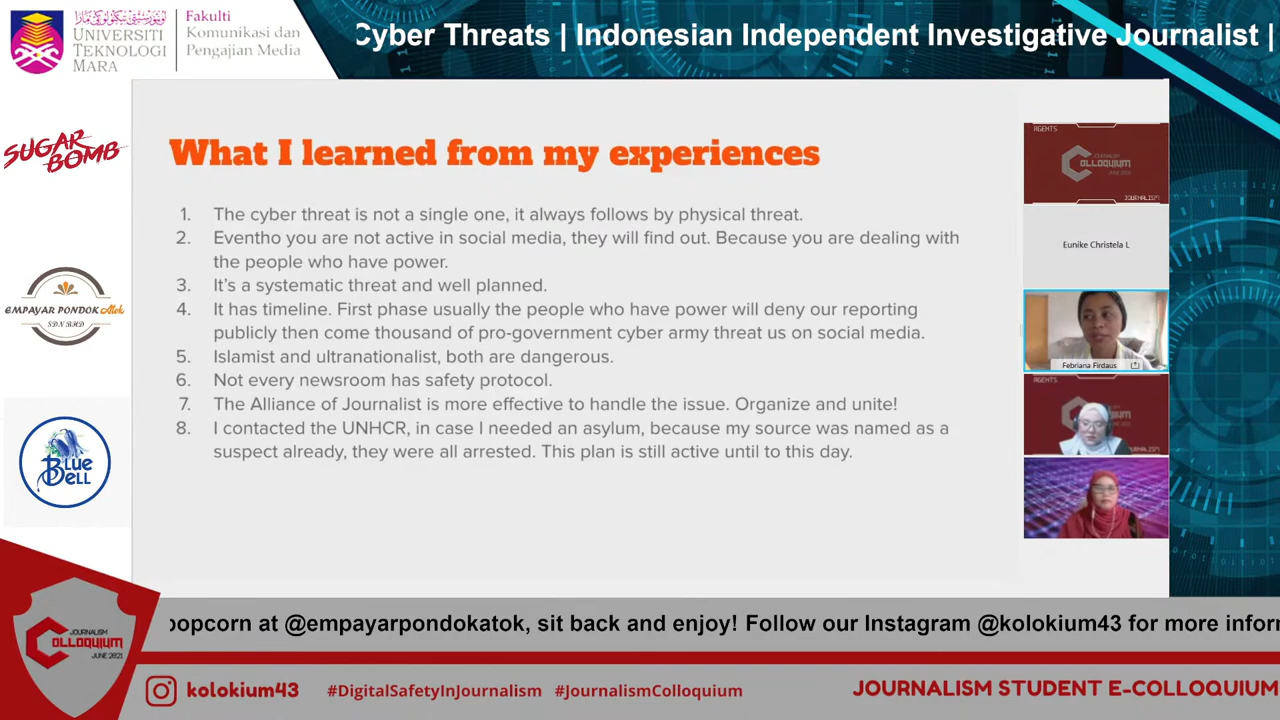 UNIVERSITI
TEKNOLOGI
MARA
Fakulti
Komunikasi dan
Pengajian Media
Cyber Threats | Indonesian Independent Investigative Journalist |
SUGAR
BOMB
EMPAYAR PONDOK Atok
SDN BHD
BLUE
BELL
What I learned from my experiences
1. The cyber threat is not a single one, it always follows by physical threat.
2. Eventho you are not active in social media, they will find out. Because you are dealing with
the people who have power.
3. It's a systematic threat and well planned.
4. It has timeline. First phase usually the people who have power will deny our reporting
publicly then come thousand of pro-government cyber army threat us on social media.
5. Islamist and ultranationalist, both are dangerous.
6. Not every newsroom has safety protocol.
7. The Alliance of Journalist is more effective to handle the issue. Organize and unite!
8. I contacted the UNHCR, in case I needed an asylum, because my source was named as a
suspect already, they were all arrested. This plan is still active until to this day.
AGENTS
JOURNALISM
COLLOQUIUM
JUNE 2021
JOURNALISM
Eunike Christela L
Febriana Firdaus
AGENTS
popcorn at @empayarpondokatok, sit back and enjoy! Follow our Instagram @kolokium43 for more infor
JOURNALISM
COLLOQUIUM
JUNE 2021
kolokium43
#DigitalSafetyInJournalism #JournalismColloquium
JOURNALISM STUDENT E-COLLOQUIUM